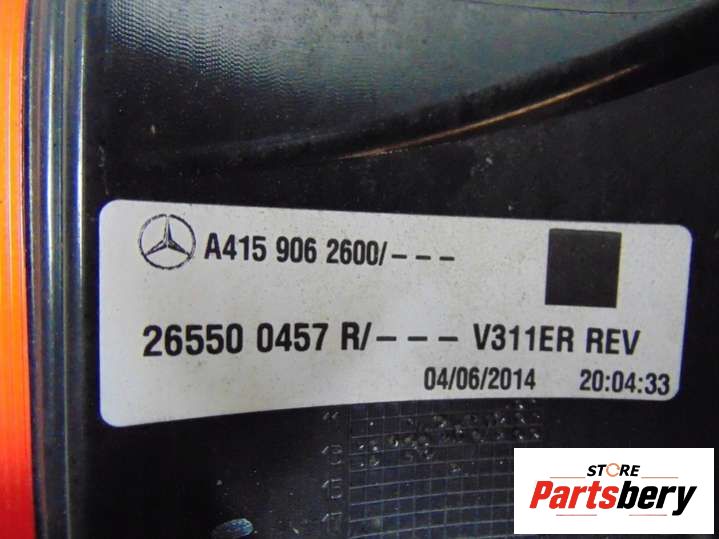 A415 906 2600/---
26550 0457 R/--- V311ER REV
04/06/2014 20:04:33
STORE
Partsbery